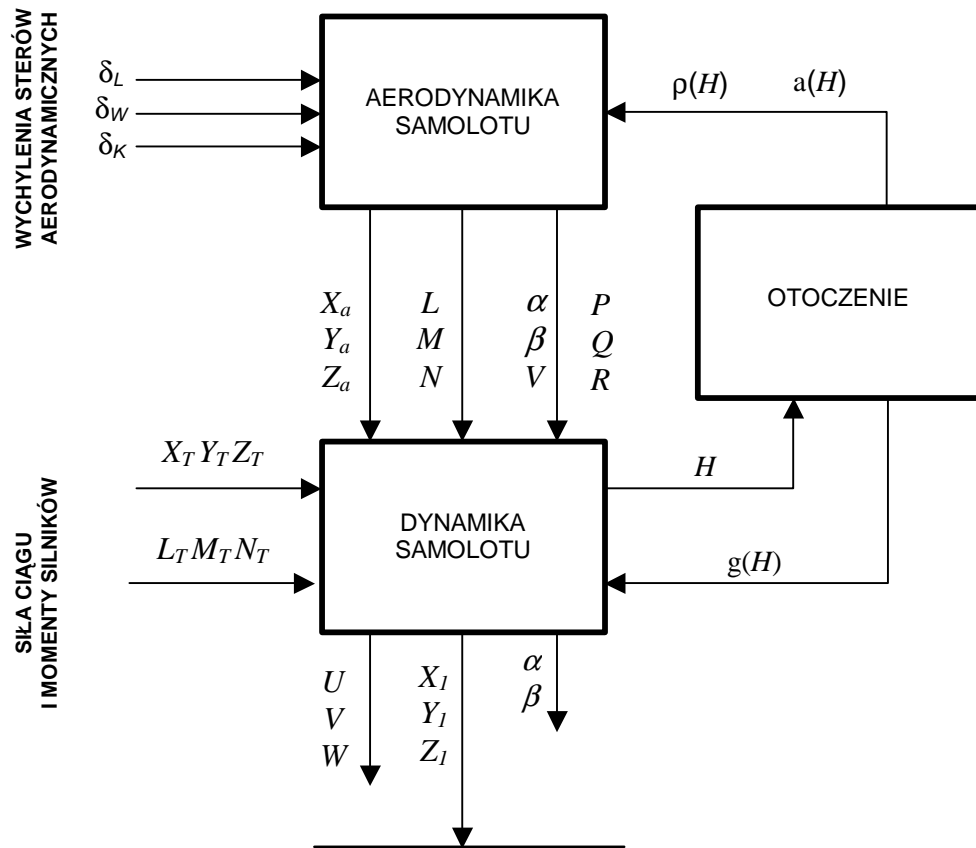 WYCHYLENIA STERÓW
AERODYNAMICZNYCH
δL
δW
δK
AERODYNAMIKA
SAMOLOTU
ρ(H) a(H)
OTOCZENIE
Xa
Ya
Za
L
M
N
α
β
V
P
Q
R
SIŁA CIĄGU
I MOMENTY SILNIKÓW
XT YT ZT
LT MT NT
DYNAMIKA
SAMOLOTU
H
g(H)
U
V
W
X1
Y1
Z1
α
β